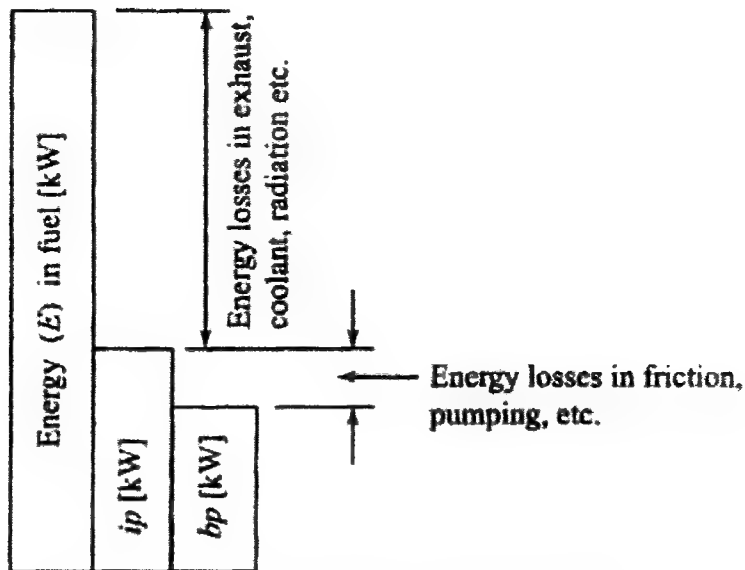 Energy (E) in fuel [kW]
ip [kW]
bp [kW]
Energy losses in exhaust,
coolant, radiation etc.
Energy losses in friction,
pumping, etc.